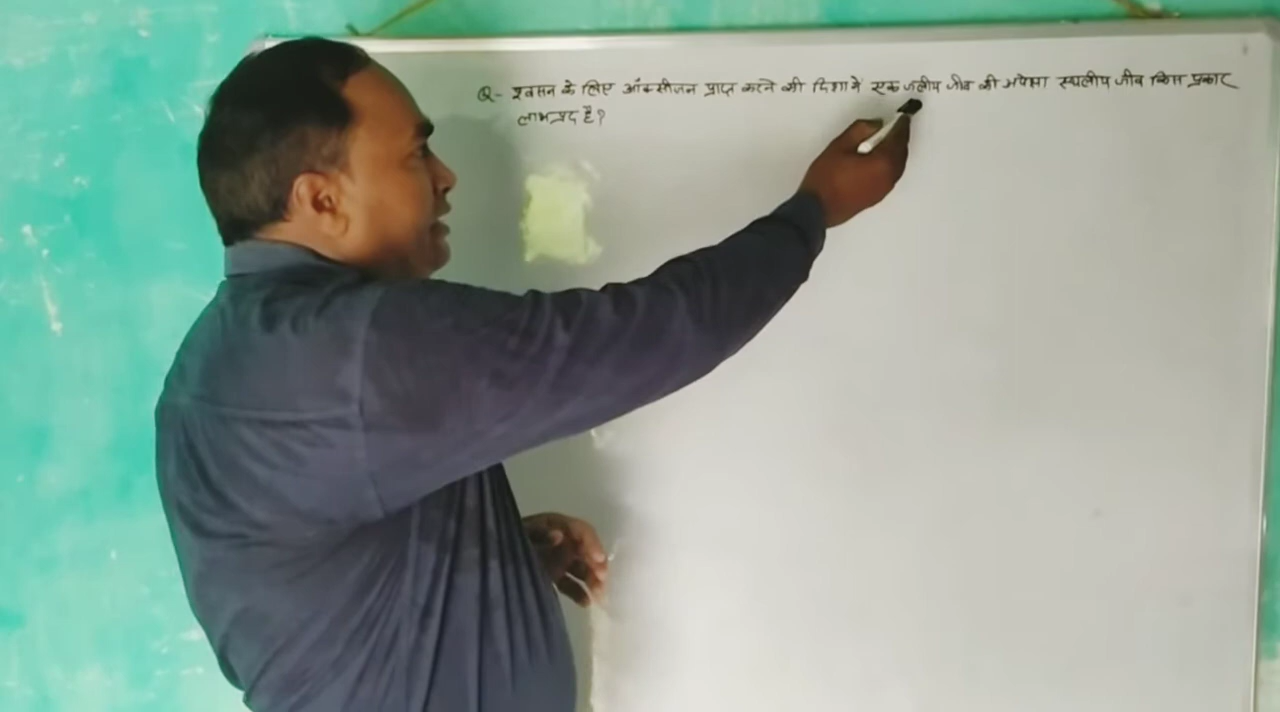 Q- श्वसन के लिए ऑक्सीजन प्राप्त करने की दिशा में एक जलीय जीव की अपेक्षा स्थलीय जीव किस प्रकार
लाभप्रद है?